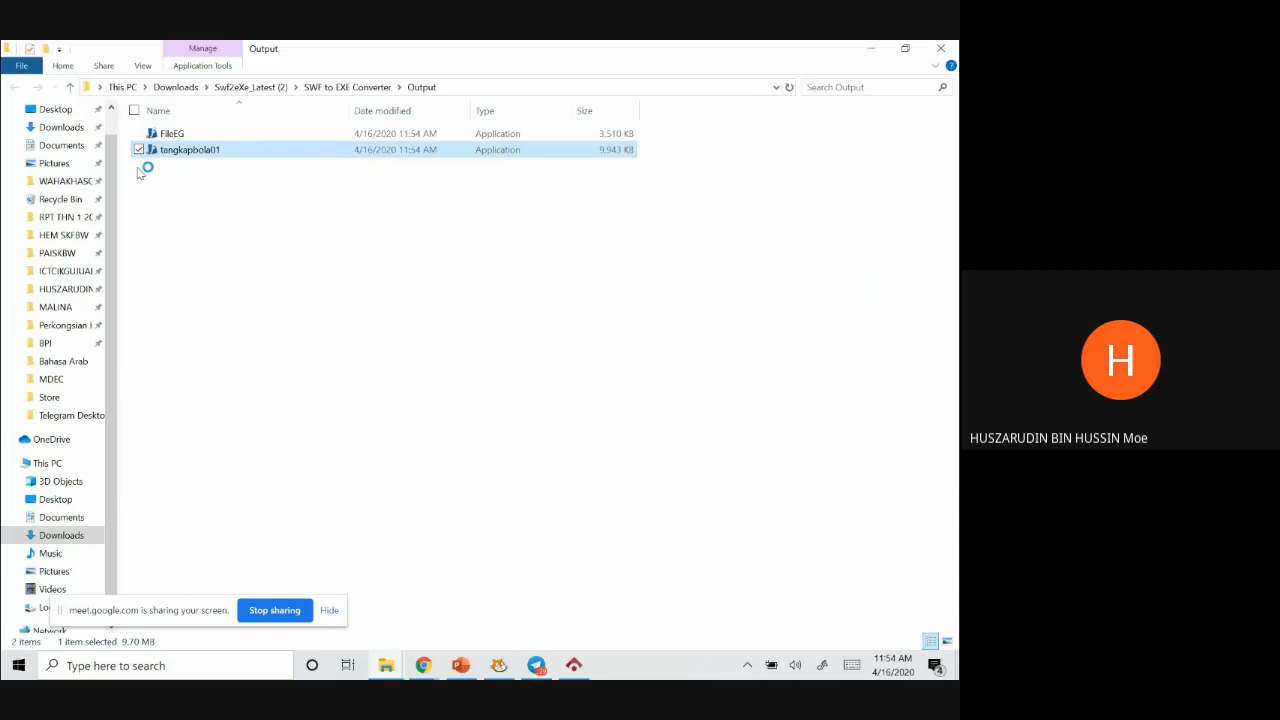 Manage
Output
File
Home
Share
View
Application Tools
This PC
Downloads
Swf2eXe_Latest (2)
SWF to EXE Converter
Output
Search Output
Name
Date modified
Type
Size
FileEG
4/16/2020 11:54 AM
Application
3,510 KB
tangkapbola01
4/16/2020 11:54 AM
Application
9,943 KB
Desktop
Downloads
Documents
Pictures
WAHAKHASC
Recycle Bin
RPT THN 1 2C
HEM SKFBW
PAISKBW
ICTCIKGUJUAI
HUSZARUDIN
MALINA
Perkongsian
BPI
Bahasa Arab
MDEC
Store
Telegram Deskto
OneDrive
This PC
3D Objects
Desktop
Documents
Downloads
Music
Pictures
Videos
Lo
Network
meet.google.com is sharing your screen.
Stop sharing
Hide
2 items
1 item selected
9.70 MB
Type here to search
11:54 AM
4/16/2020
4
H
HUSZARUDIN BIN HUSSIN Moe